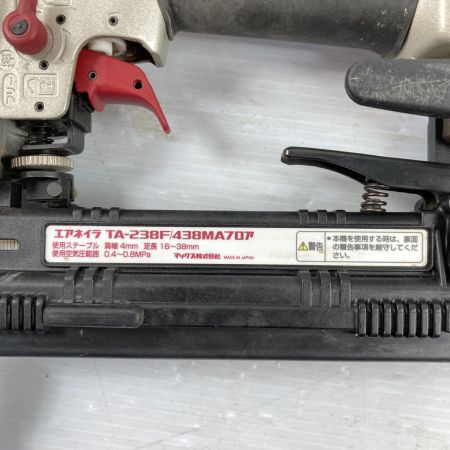 エアネイラ TA-238F/438MAフロア
使用ステープル 肩幅 4mm 足長 16~38mm
使用空気圧範囲 0.4~0.8MPa
マックス株式会社 MADE IN JAPAN
警告
・本機を使用する時は、裏面
の警告事項を厳守してくだ
さい。